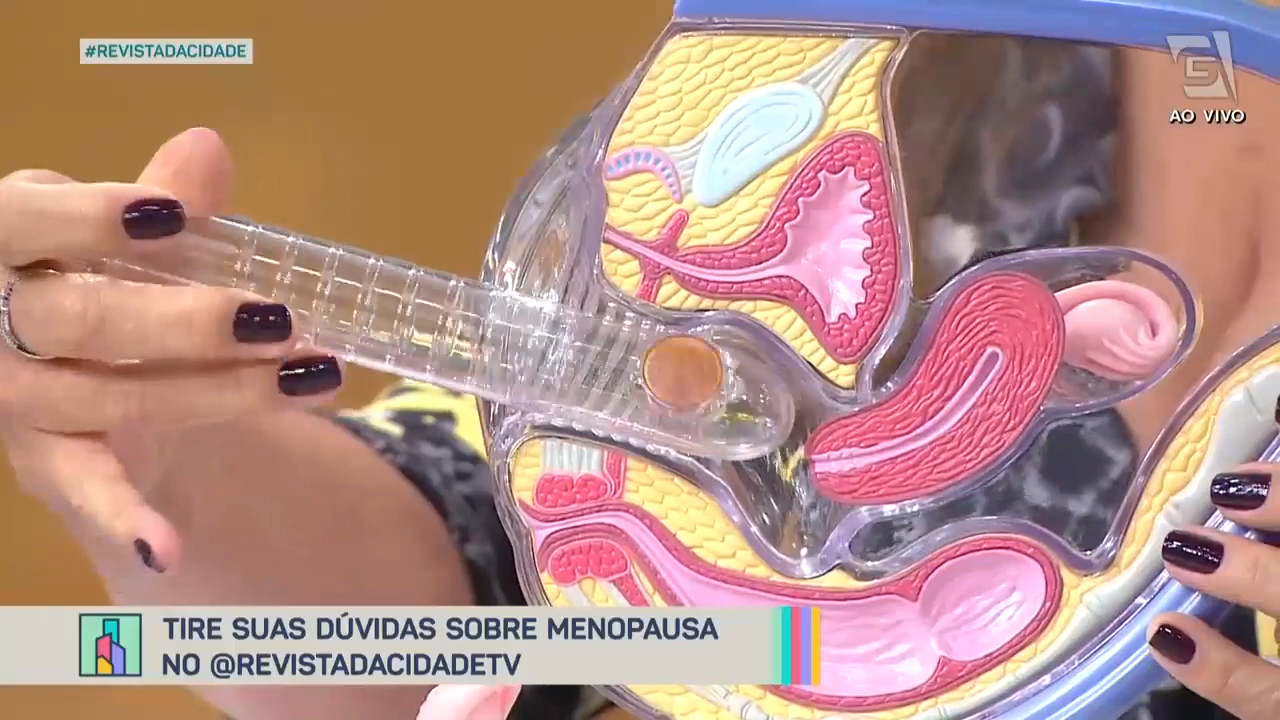 #REVISTADACIDADE
AO VIVO
TIRE SUAS DÚVIDAS SOBRE MENOPAUSA
NO @REVISTADACIDADETV